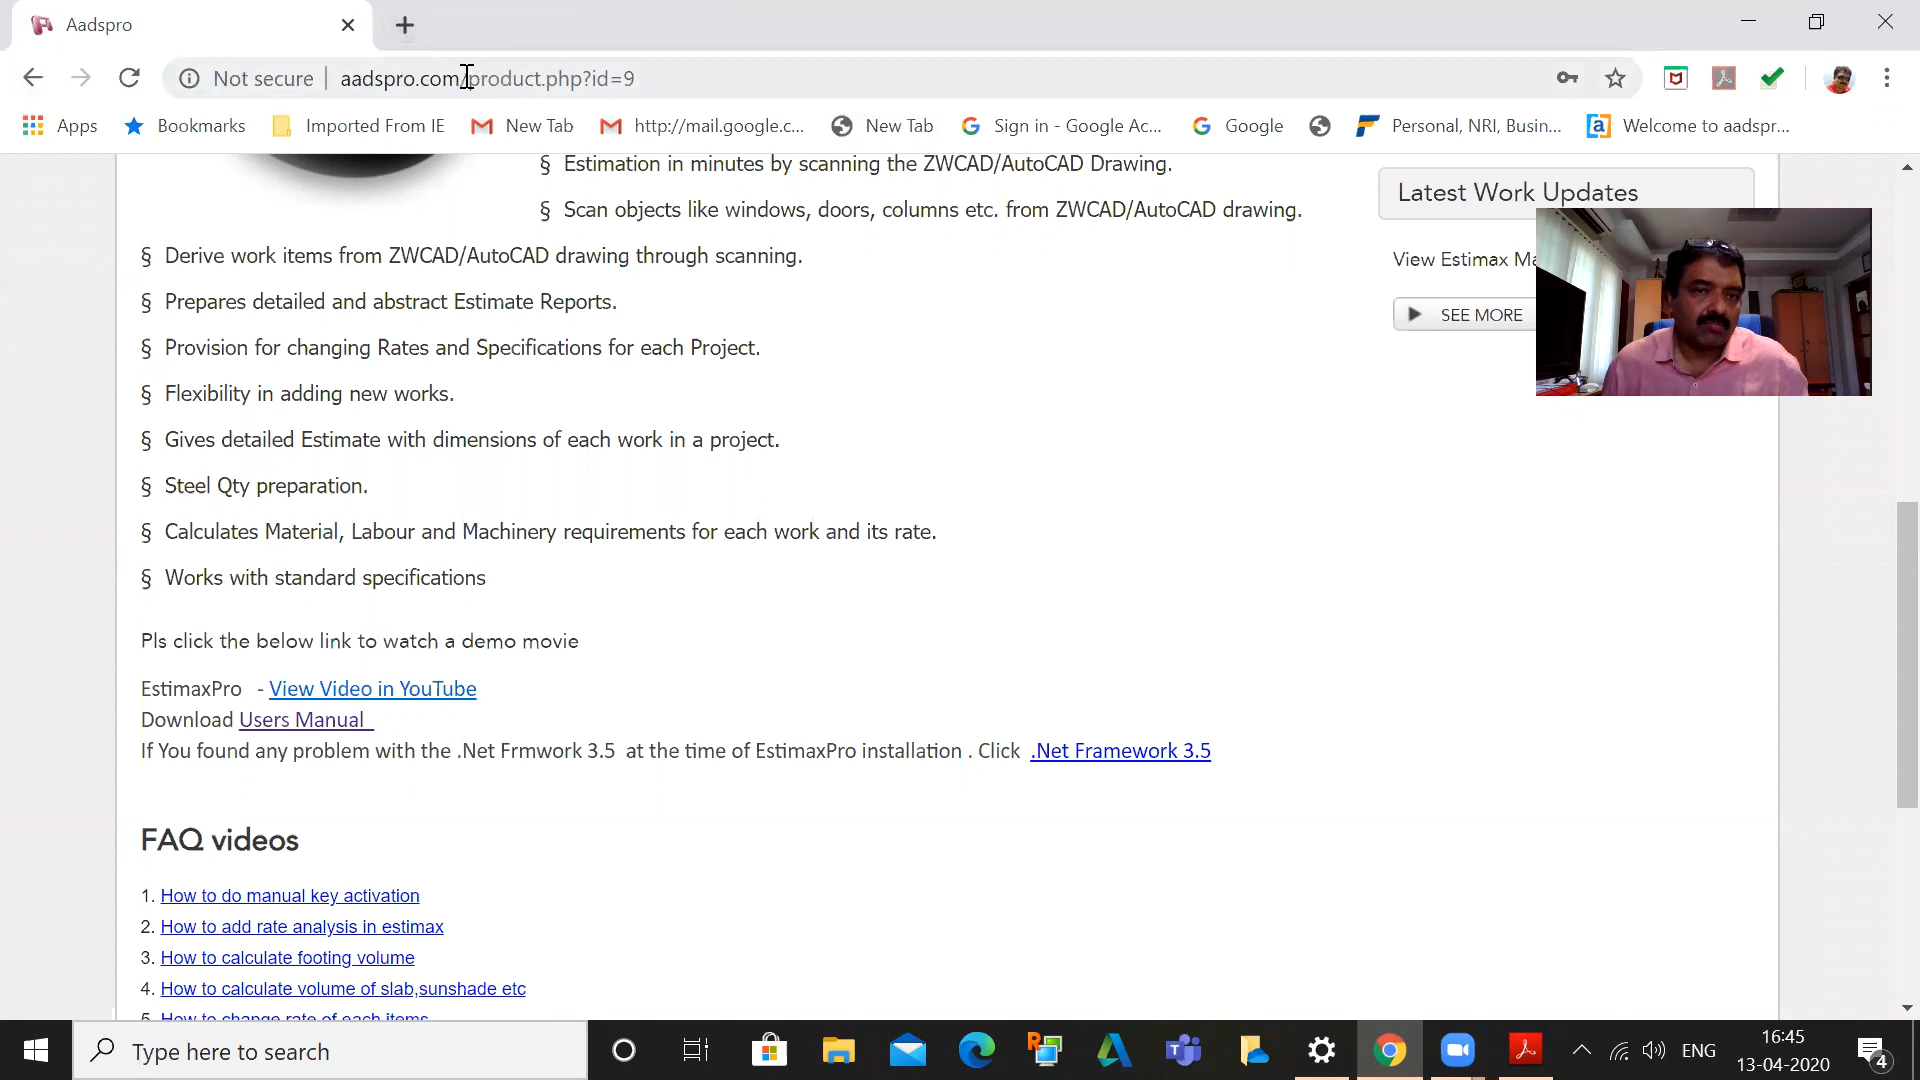 Aadspro
Not secure | aadspro.com/product.php?id=9
Apps Bookmarks Imported From IE New Tab http://mail.google.c... New Tab Sign in - Google Ac... Google Personal, NRI, Busin... Welcome to aadspr...
§ Estimation in minutes by scanning the ZWCAD/AutoCAD Drawing.
§ Scan objects like windows, doors, columns etc. from ZWCAD/AutoCAD drawing.
§ Derive work items from ZWCAD/AutoCAD drawing through scanning.
§ Prepares detailed and abstract Estimate Reports.
§ Provision for changing Rates and Specifications for each Project.
§ Flexibility in adding new works.
§ Gives detailed Estimate with dimensions of each work in a project.
§ Steel Qty preparation.
§ Calculates Material, Labour and Machinery requirements for each work and its rate.
§ Works with standard specifications
Pls click the below link to watch a demo movie
EstimaxPro - View Video in YouTube
Download Users Manual
If You found any problem with the .Net Frmwork 3.5 at the time of EstimaxPro installation . Click .Net Framework 3.5
FAQ videos
1. How to do manual key activation
2. How to add rate analysis in estimax
3. How to calculate footing volume
4. How to calculate volume of slab,sunshade etc
5. How to change rate of each items
Latest Work Updates
View Estimax Ma
SEE MORE
Type here to search
ENG
16:45
13-04-2020
4